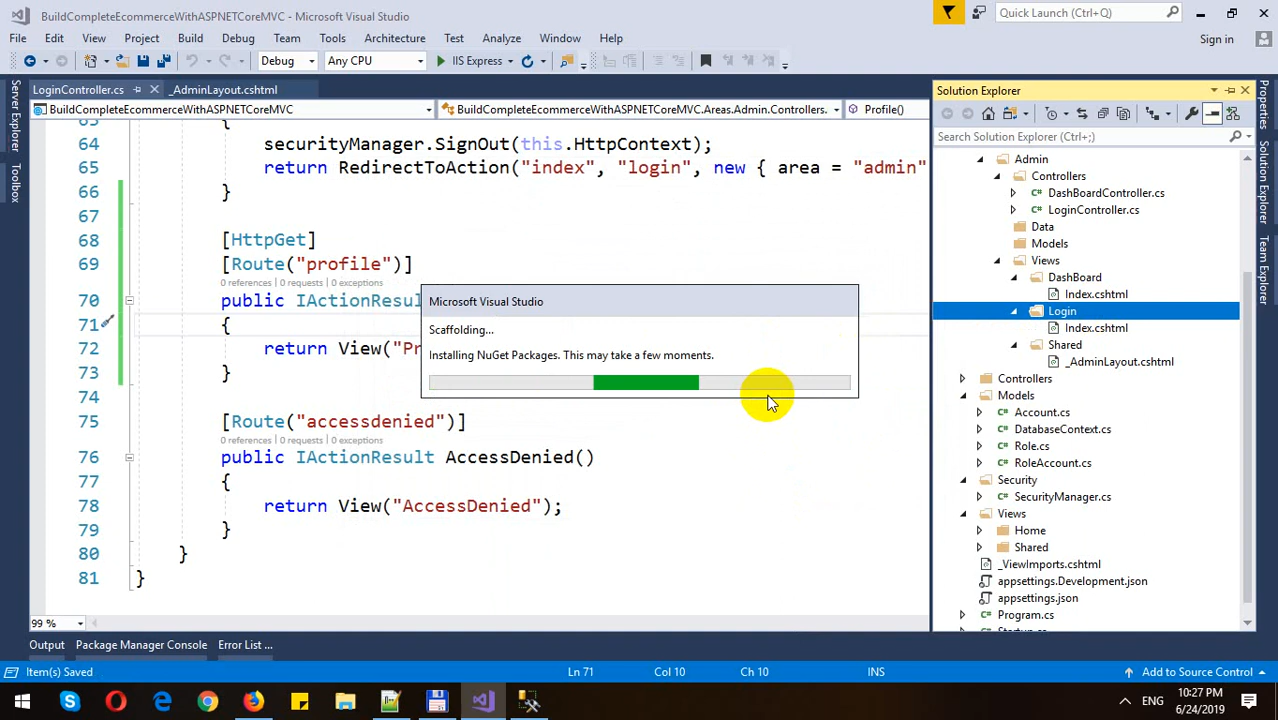 BuildCompleteEcommerceWithASPNETCoreMVC - Microsoft Visual Studio
Quick Launch (Ctrl+Q)
File Edit View Project Build Debug Team Tools Architecture Test Analyze Window Help
Sign in
Debug Any CPU IIS Express
LoginController.cs _AdminLayout.cshtml
BuildCompleteEcommerceWithASPNETCoreMVC BuildCompleteEcommerceWithASPNETCoreMVC.Areas.Admin.Controllers. Profile()
Server Explorer
Toolbox
64 securityManager.SignOut(this.HttpContext);
65 return RedirectToAction("index", "login", new { area = "admin"
66 }
67
68 [HttpGet]
69 [Route("profile")]
0 references | 0 requests | 0 exceptions
70 public IActionResul
71 {
72 return View("Pr
73 }
74
75 [Route("accessdenied")]
0 references | 0 requests | 0 exceptions
76 public IActionResult AccessDenied()
77 {
78 return View("AccessDenied");
79 }
80 }
81 }
Microsoft Visual Studio
Scaffolding...
Installing NuGet Packages. This may take a few moments.
Solution Explorer
Search Solution Explorer (Ctrl+;)
Admin
Controllers
DashBoardController.cs
LoginController.cs
Data
Models
Views
DashBoard
Index.cshtml
Login
Index.cshtml
Shared
_AdminLayout.cshtml
Controllers
Models
Account.cs
DatabaseContext.cs
Role.cs
RoleAccount.cs
Security
SecurityManager.cs
Views
Home
Shared
_ViewImports.cshtml
appsettings.Development.json
appsettings.json
Program.cs
Properties
Solution Explorer
Team Explorer
99 %
Output Package Manager Console Error List ...
Item(s) Saved Ln 71 Col 10 Ch 10 INS Add to Source Control
ENG
10:27 PM
6/24/2019